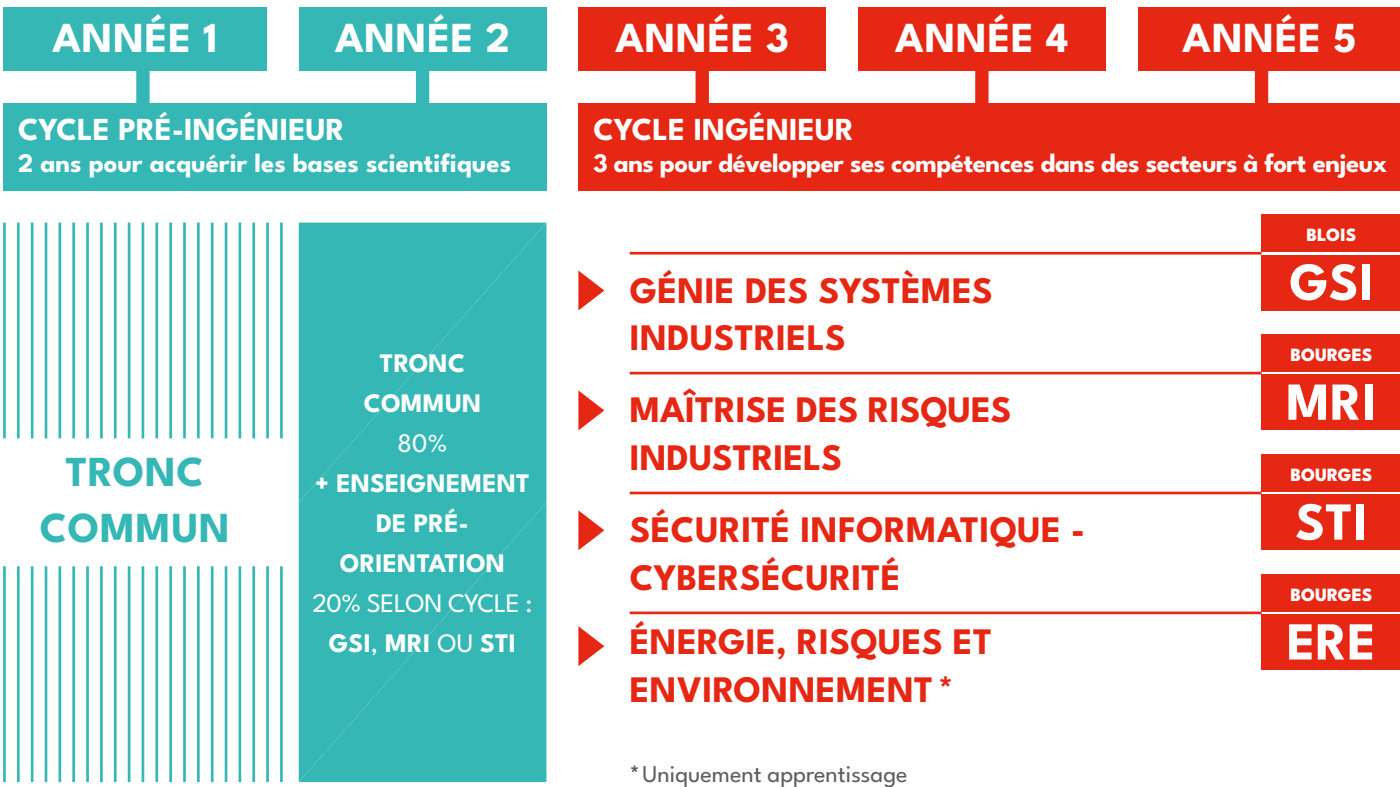 ANNÉE 1
ANNÉE 2
ANNÉE 3
ANNÉE 4
ANNÉE 5
CYCLE PRÉ-INGÉNIEUR
2 ans pour acquérir les bases scientifiques
CYCLE INGÉNIEUR
3 ans pour développer ses compétences dans des secteurs à fort enjeux
TRONC
COMMUN
TRONC
COMMUN
80%
+ ENSEIGNEMENT
DE PRÉ-
ORIENTATION
20% SELON CYCLE :
GSI, MRI OU STI
GÉNIE DES SYSTÈMES
INDUSTRIELS
BLOIS
GSI
MAÎTRISE DES RISQUES
INDUSTRIELS
BOURGES
MRI
SÉCURITÉ INFORMATIQUE -
CYBERSÉCURITÉ
BOURGES
STI
ÉNERGIE, RISQUES ET
ENVIRONNEMENT *
BOURGES
ERE
* Uniquement apprentissage